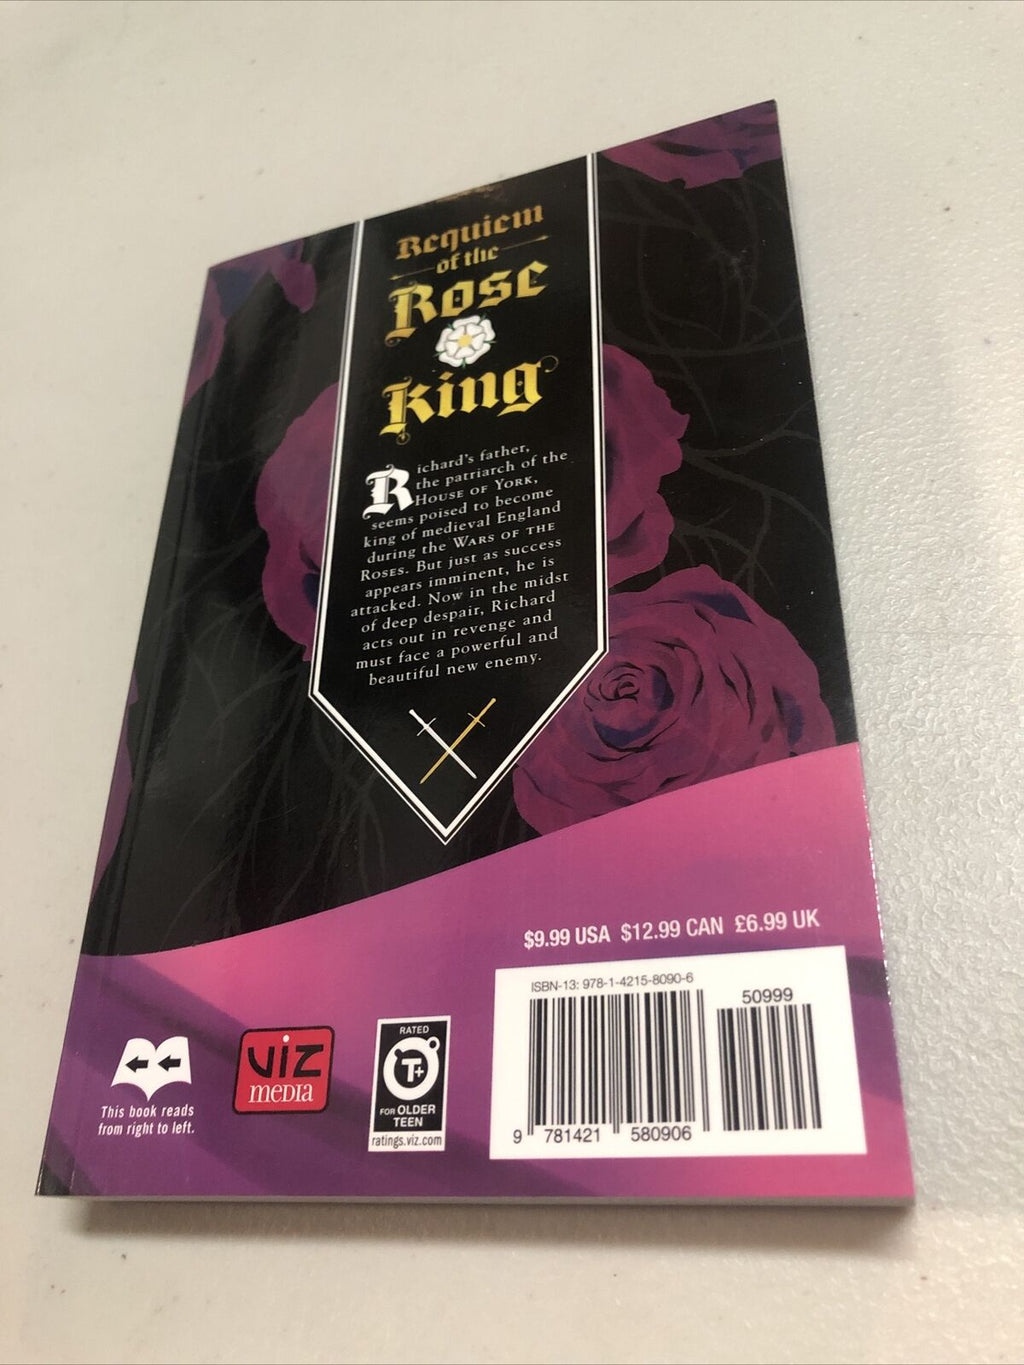 Requiem
of the
Rose
King
Richard's father,
the patriarch of the
HOUSE OF YORK,
seems poised to become
king of medieval England
during the WARS OF THE
ROSES. But just as success
appears imminent, he is
attacked. Now in the midst
of deep despair, Richard
acts out in revenge and
must face a powerful and
beautiful new enemy.
$9.99 USA $12.99 CAN £6.99 UK
ISBN-13: 978-1-4215-8090-6
50999
9 781421 580906
This book reads
from right to left.
VIZ
MEDIA
RATED
T+
FOR OLDER
TEEN
ratings.viz.com